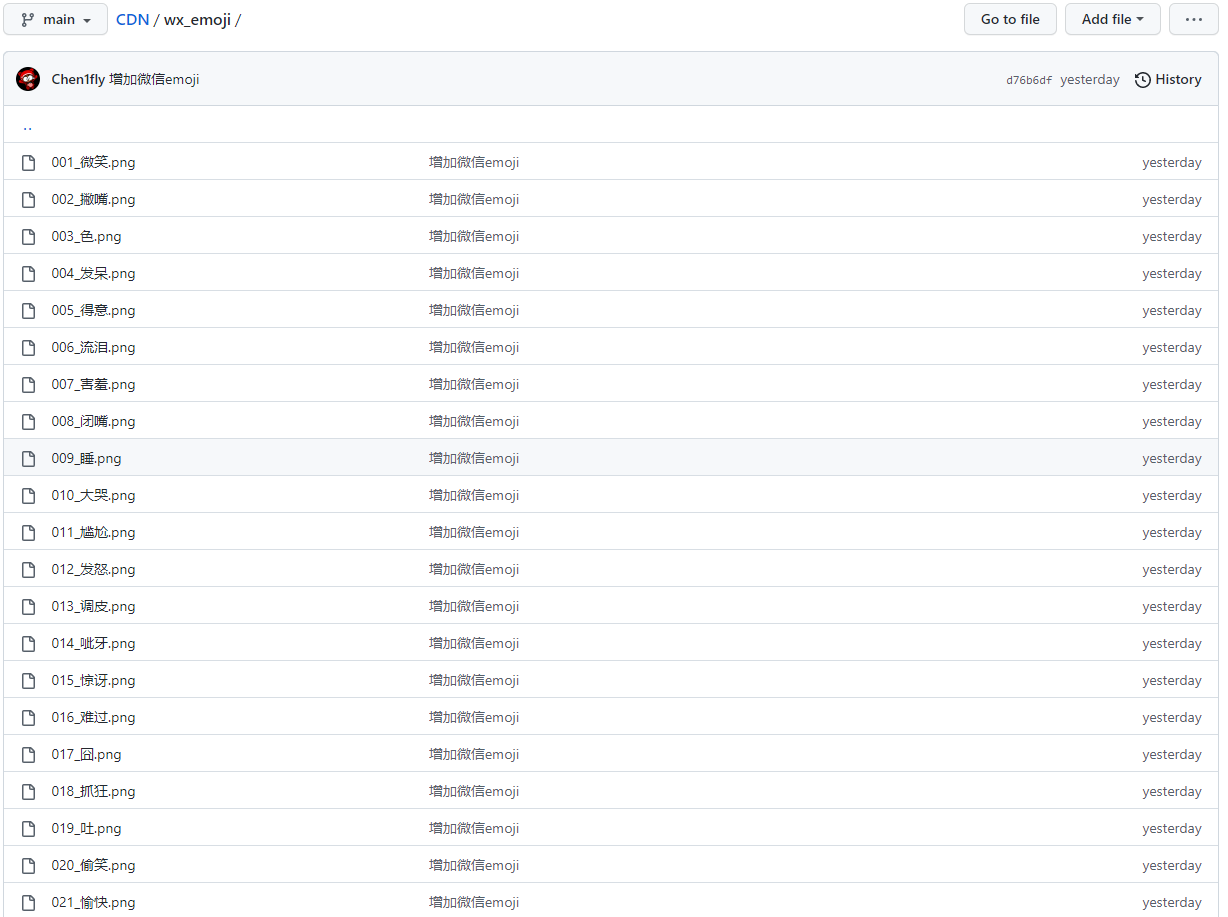 main CDN / wx_emoji / Go to file Add file ...
Chen1fly 增加微信emoji d76b6df yesterday History
..
001_微笑.png 增加微信emoji yesterday
002_撇嘴.png 增加微信emoji yesterday
003_色.png 增加微信emoji yesterday
004_发呆.png 增加微信emoji yesterday
005_得意.png 增加微信emoji yesterday
006_流泪.png 增加微信emoji yesterday
007_害羞.png 增加微信emoji yesterday
008_闭嘴.png 增加微信emoji yesterday
009_睡.png 增加微信emoji yesterday
010_大哭.png 增加微信emoji yesterday
011_尴尬.png 增加微信emoji yesterday
012_发怒.png 增加微信emoji yesterday
013_调皮.png 增加微信emoji yesterday
014_呲牙.png 增加微信emoji yesterday
015_惊讶.png 增加微信emoji yesterday
016_难过.png 增加微信emoji yesterday
017_囧.png 增加微信emoji yesterday
018_抓狂.png 增加微信emoji yesterday
019_吐.png 增加微信emoji yesterday
020_偷笑.png 增加微信emoji yesterday
021_愉快.png 增加微信emoji yesterday